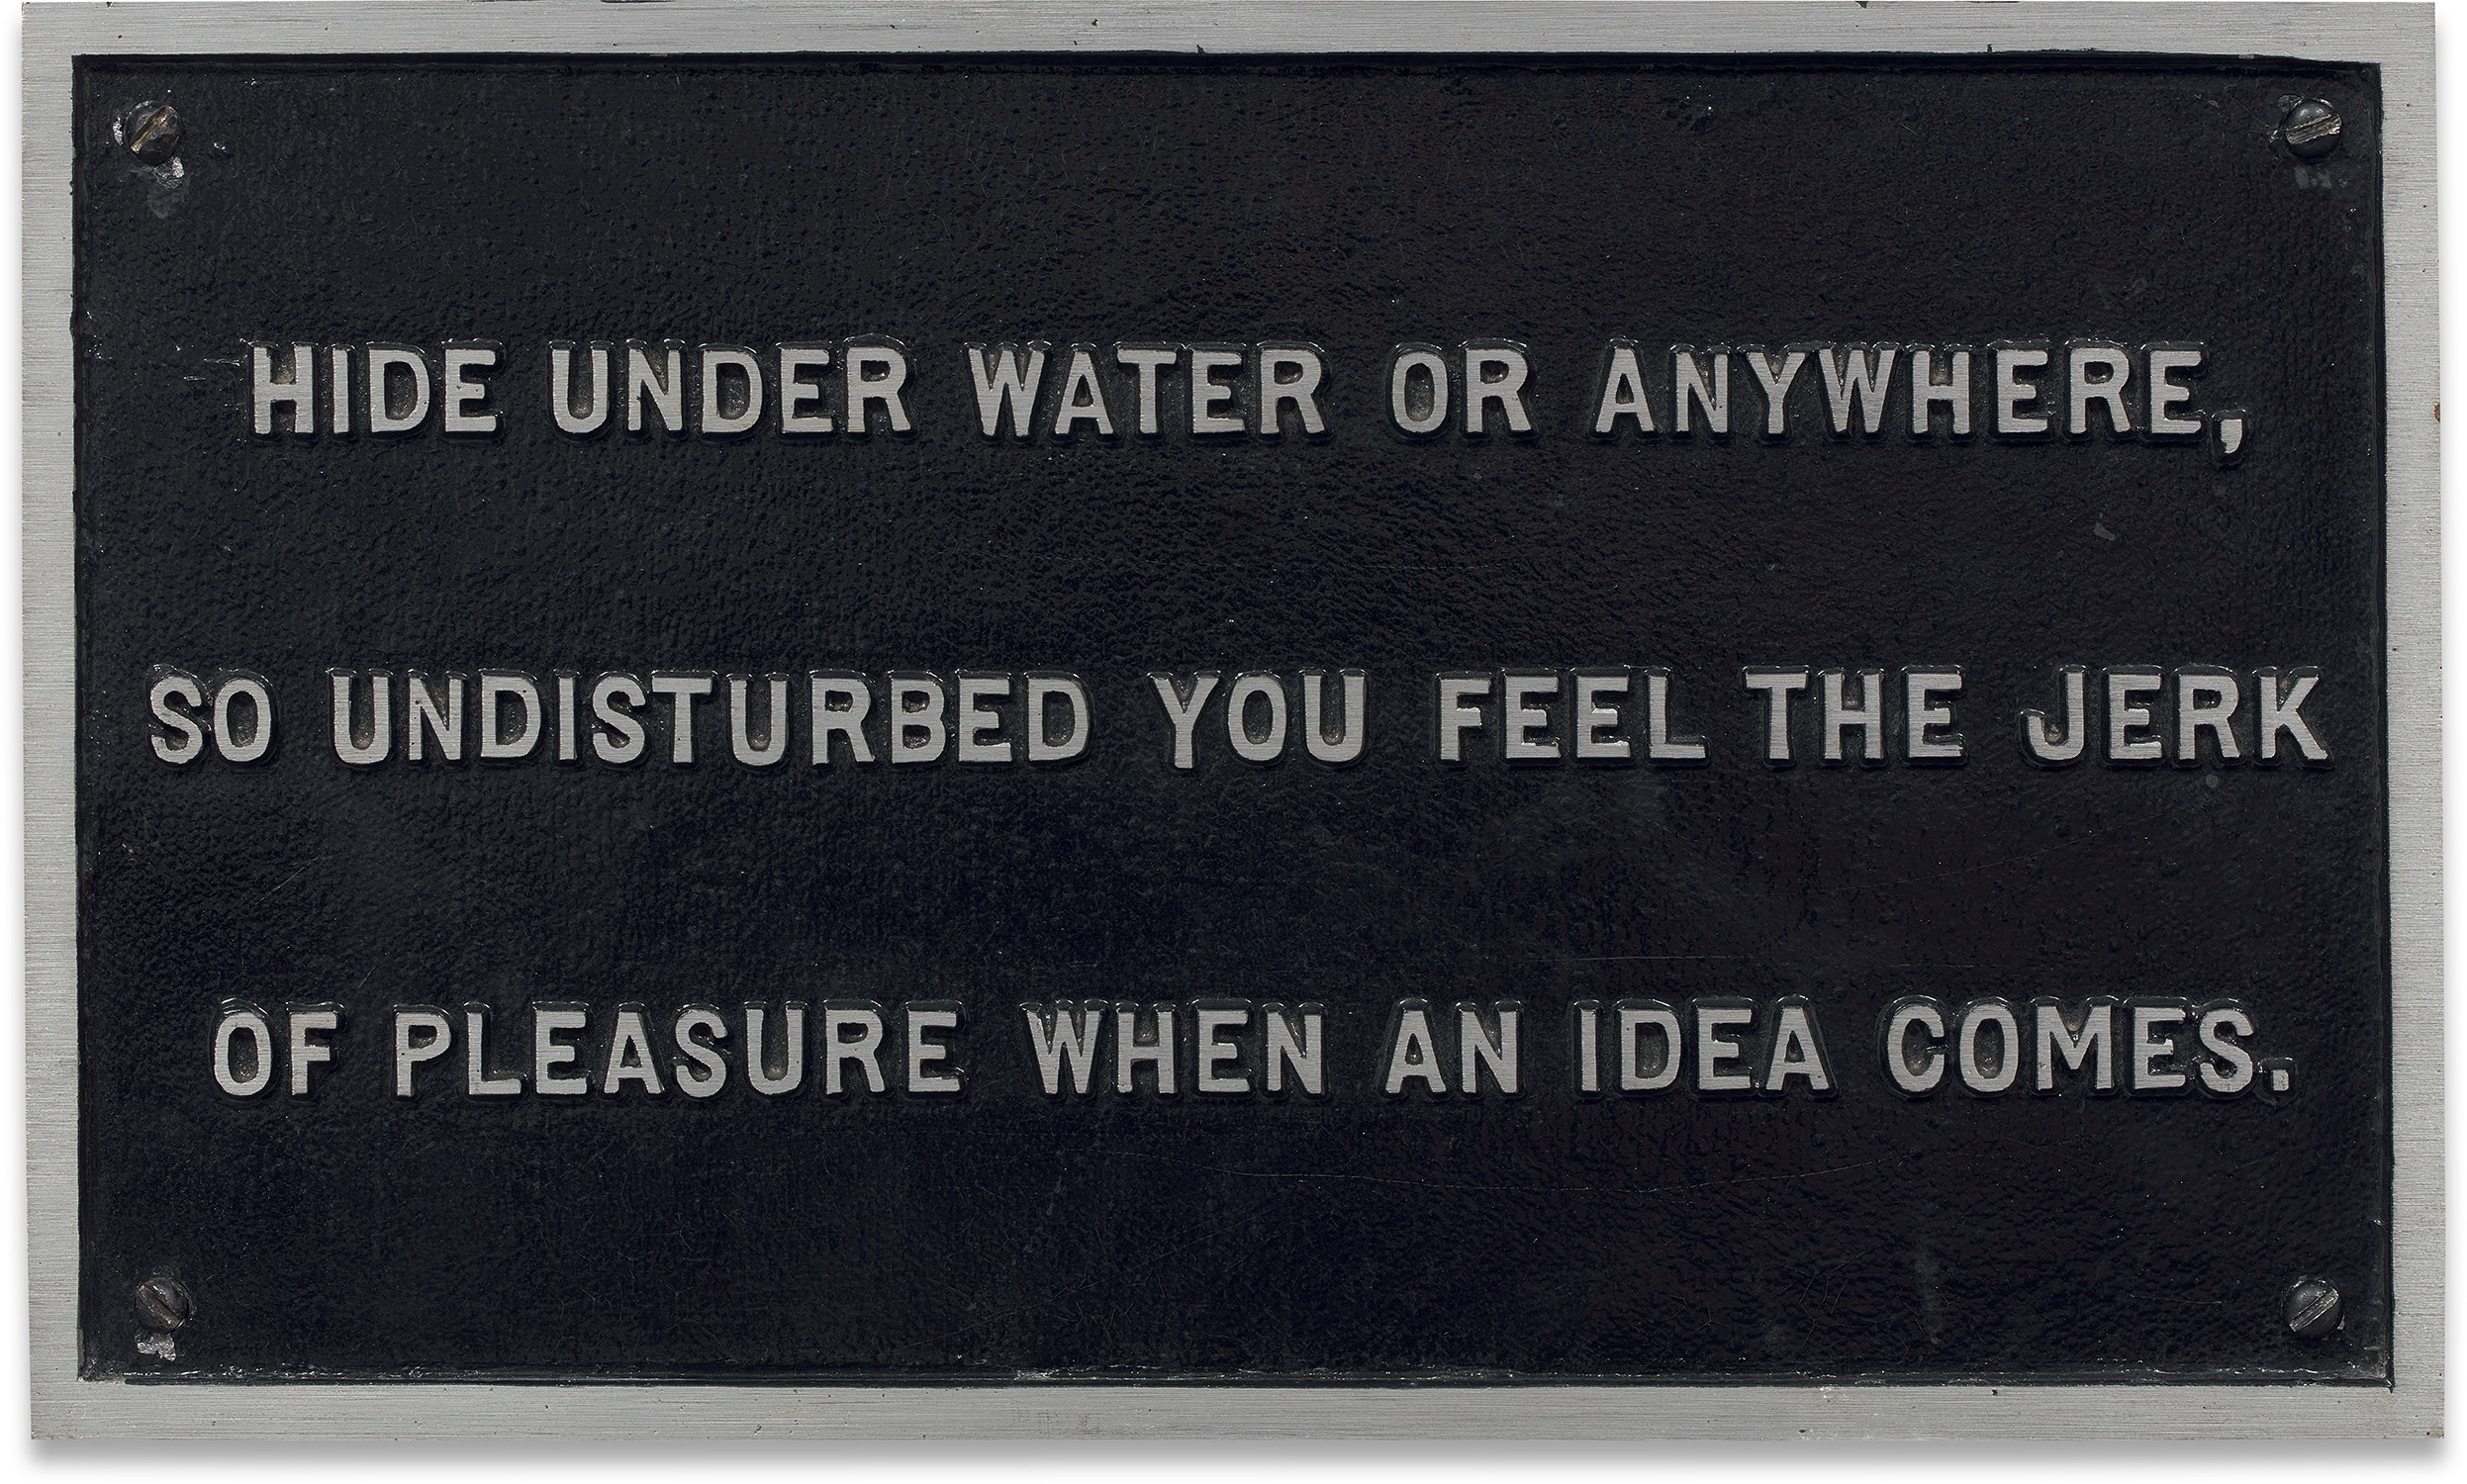 HIDE UNDER WATER OR ANYWHERE,
SO UNDISTURBED YOU FEEL THE JERK
OF PLEASURE WHEN AN IDEA COMES.